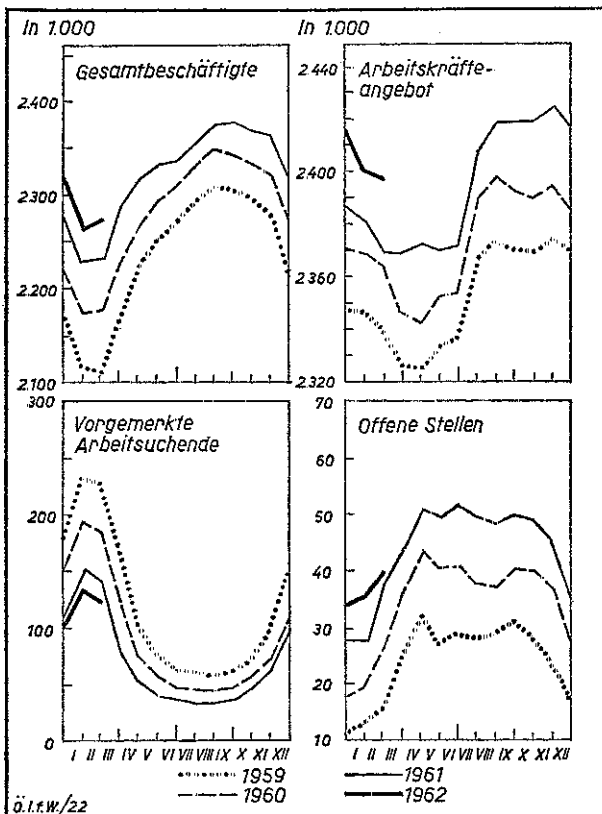 In 1.000
In 1.000
Gesamtbeschäftigte
Arbeitskräfte-
angebot
2.400
2.300
2.200
2.100
2.440
2.400
2.360
2.320
Vorgemerkte
Arbeitsuchende
Offene Stellen
300
200
100
0
70
60
50
40
30
20
10
I II III IV V VI VII VIII IX X XI XII
I II III IV V VI VII VIII IX X XI XII
1959
1960
1961
1962
Ö.I.f.W./22